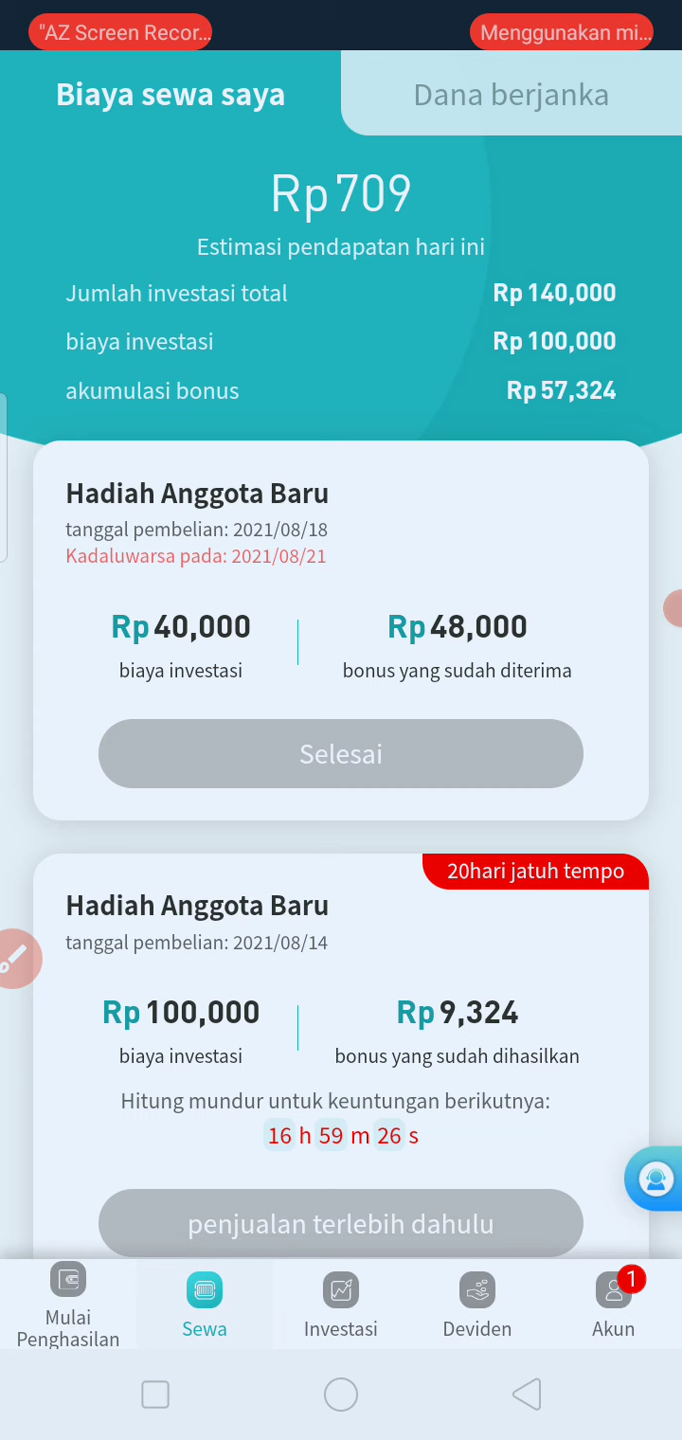 "AZ Screen Recor...
Menggunakan mi...
Biaya sewa saya
Dana berjanka
Rp 709
Estimasi pendapatan hari ini
Jumlah investasi total Rp 140,000
biaya investasi Rp 100,000
akumulasi bonus Rp 57,324
Hadiah Anggota Baru
tanggal pembelian: 2021/08/18
Kadaluwarsa pada: 2021/08/21
Rp 40,000 Rp 48,000
biaya investasi bonus yang sudah diterima
Selesai
20hari jatuh tempo
Hadiah Anggota Baru
tanggal pembelian: 2021/08/14
Rp 100,000 Rp 9,324
biaya investasi bonus yang sudah dihasilkan
Hitung mundur untuk keuntungan berikutnya:
16 h 59 m 26 s
penjualan terlebih dahulu
1
Mulai
Penghasilan
Sewa
Investasi
Deviden
Akun